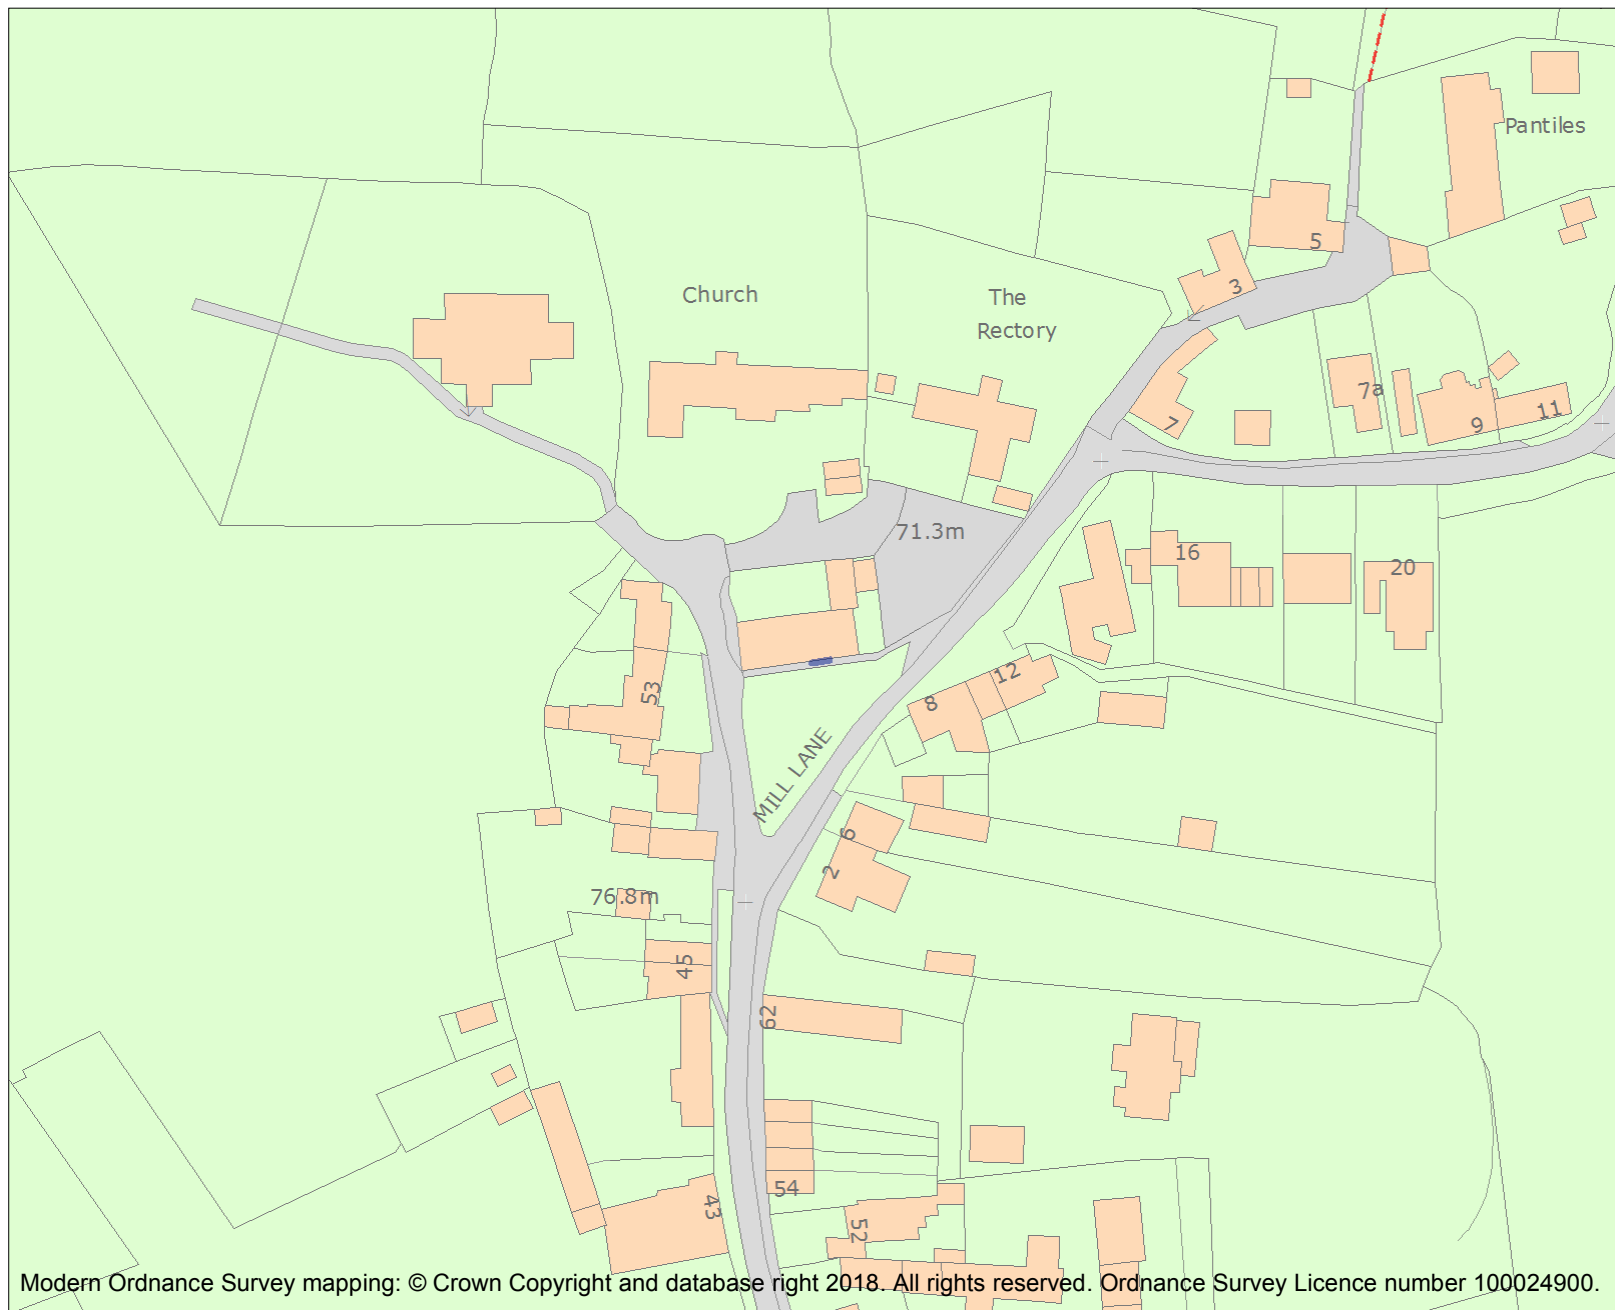 Pantiles
5
3
Church
The
Rectory
7a
7
9
11
71.3m
16
20
53
12
8
MILL LANE
6
2
76.8m
45
62
54
43
52
Modern Ordnance Survey mapping: © Crown Copyright and database right 2018. All rights reserved. Ordnance Survey Licence number 100024900.